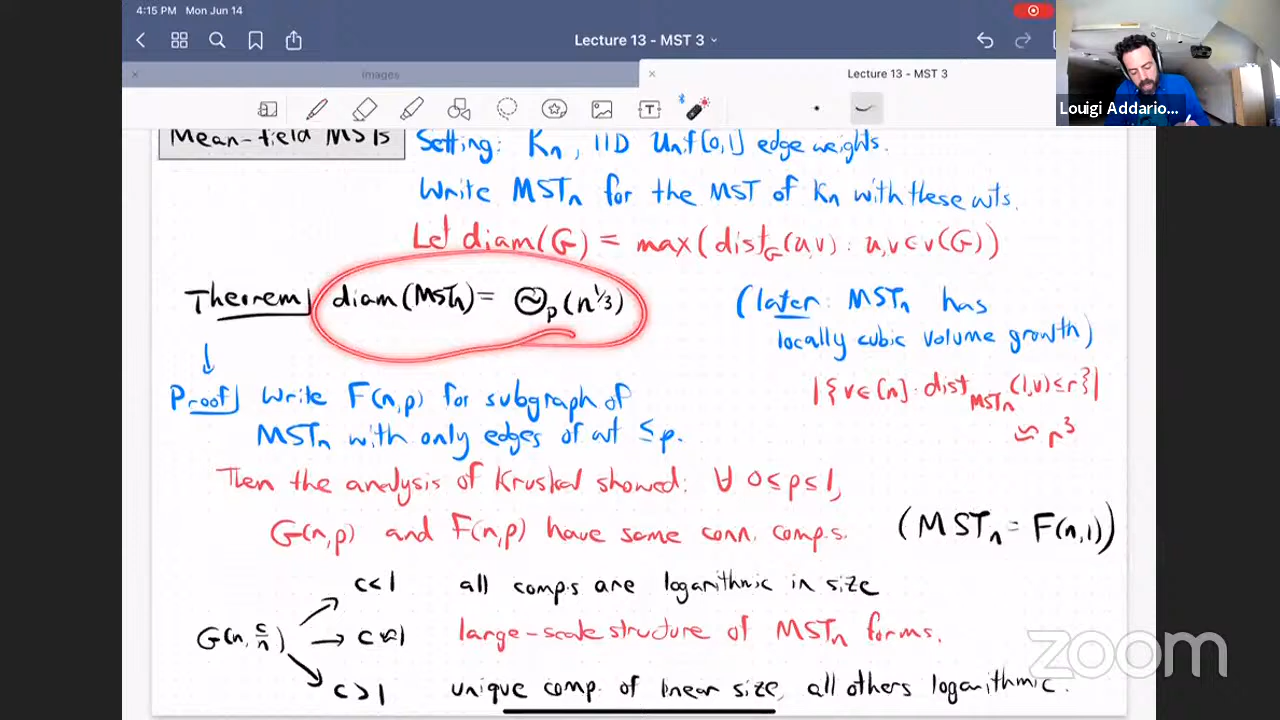 4:15 PM Mon Jun 14
Lecture 13 - MST 3
images
Lecture 13 - MST 3
Louigi Addario...
Mean-field MSTs
Setting: Kn, IID Unif[0,1] edge weights.
Write MSTn for the MST of Kn with these wts.
Let diam(G) = max(distG(u,v) : u,v∈v(G))
Theorem diam(MSTn) = Θ̃p(n^1/3)
(later: MSTn has
locally cubic volume growth)
|{v∈[n]: distMSTn(1,v)≤r}|
≈ r³
Proof Write F(n,p) for subgraph of
MSTn with only edges of wt ≤p.
Then the analysis of Kruskal showed: ∀ 0≤p≤1,
G(n,p) and F(n,p) have same conn. comp.s.
(MSTn = F(n,1))
c<1 all comp.s are logarithmic in size
G(n, c/n) → c≈1 large-scale structure of MSTn forms.
c>1 unique comp. of linear size, all others logarithmic.
zoom